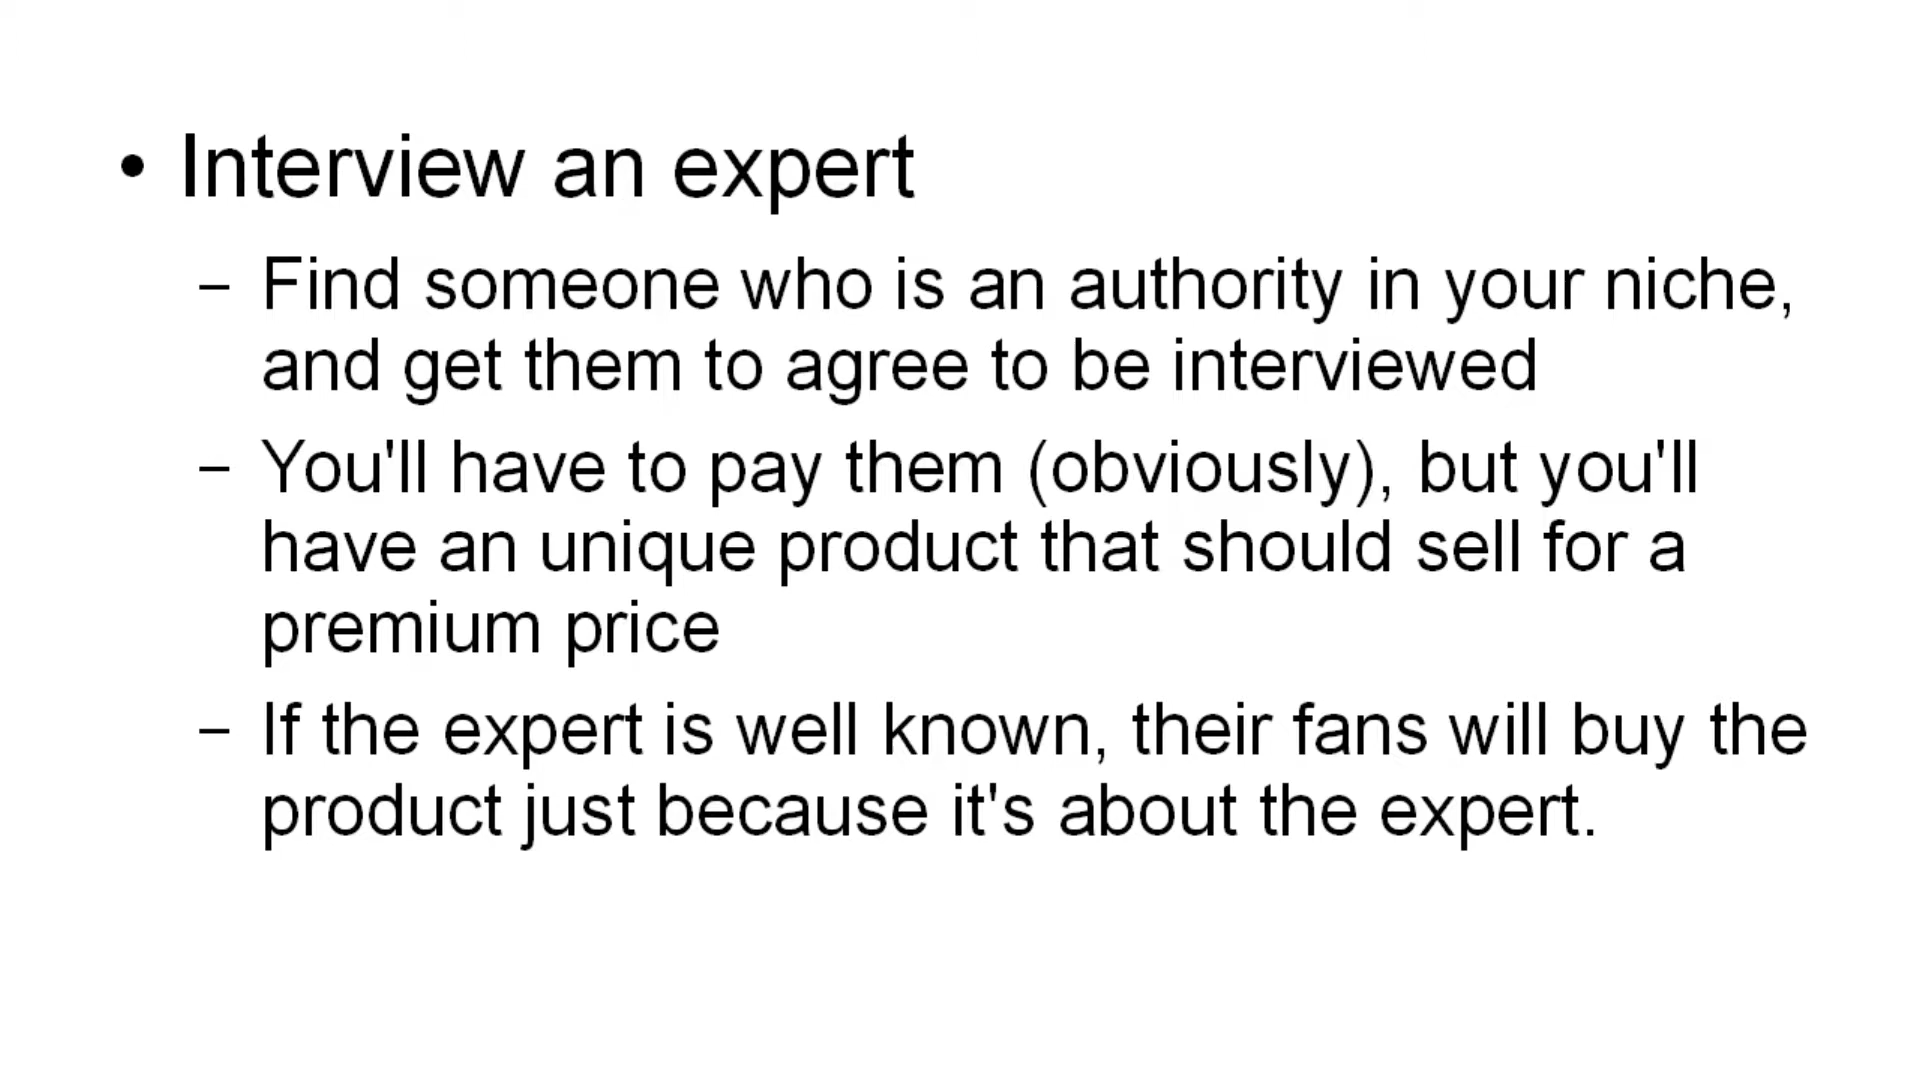 • Interview an expert
– Find someone who is an authority in your niche,
and get them to agree to be interviewed
– You'll have to pay them (obviously), but you'll
have an unique product that should sell for a
premium price
– If the expert is well known, their fans will buy the
product just because it's about the expert.